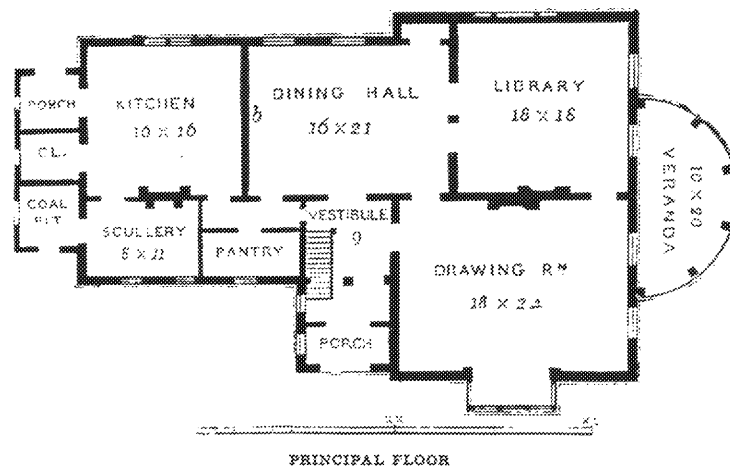 LIBRARY
18 × 18
DINING HALL
16 × 21
b
KITCHEN
16 × 16
PORCH
CL.
COAL
PIT
SCULLERY
8 × 11
PANTRY
VESTIBULE
9
VERANDA
10 × 20
DRAWING RM
18 × 22
PORCH
PRINCIPAL FLOOR